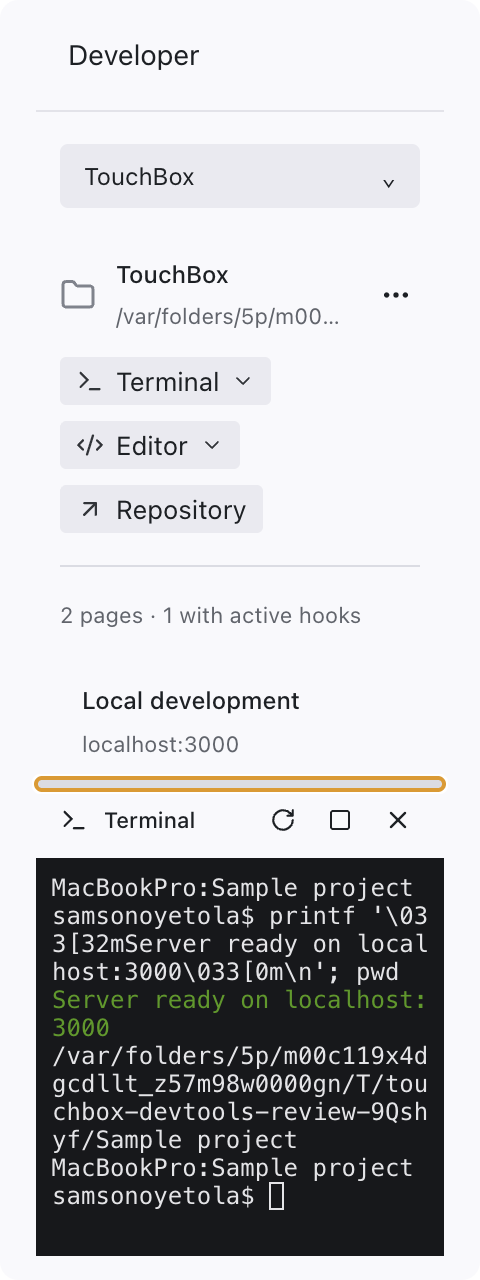 Developer
TouchBox
TouchBox
/var/folders/5p/m00...
Terminal
Editor
Repository
2 pages · 1 with active hooks
Local development
localhost:3000
Terminal
MacBookPro:Sample project
samsonoyetola$ printf '\03
3[32mServer ready on local
host:3000\033[0m\n'; pwd
Server ready on localhost:
3000
/var/folders/5p/m00c119x4d
gcdllt_z57m98w0000gn/T/tou
chbox-devtools-review-9Qsh
yf/Sample project
MacBookPro:Sample project
samsonoyetola$